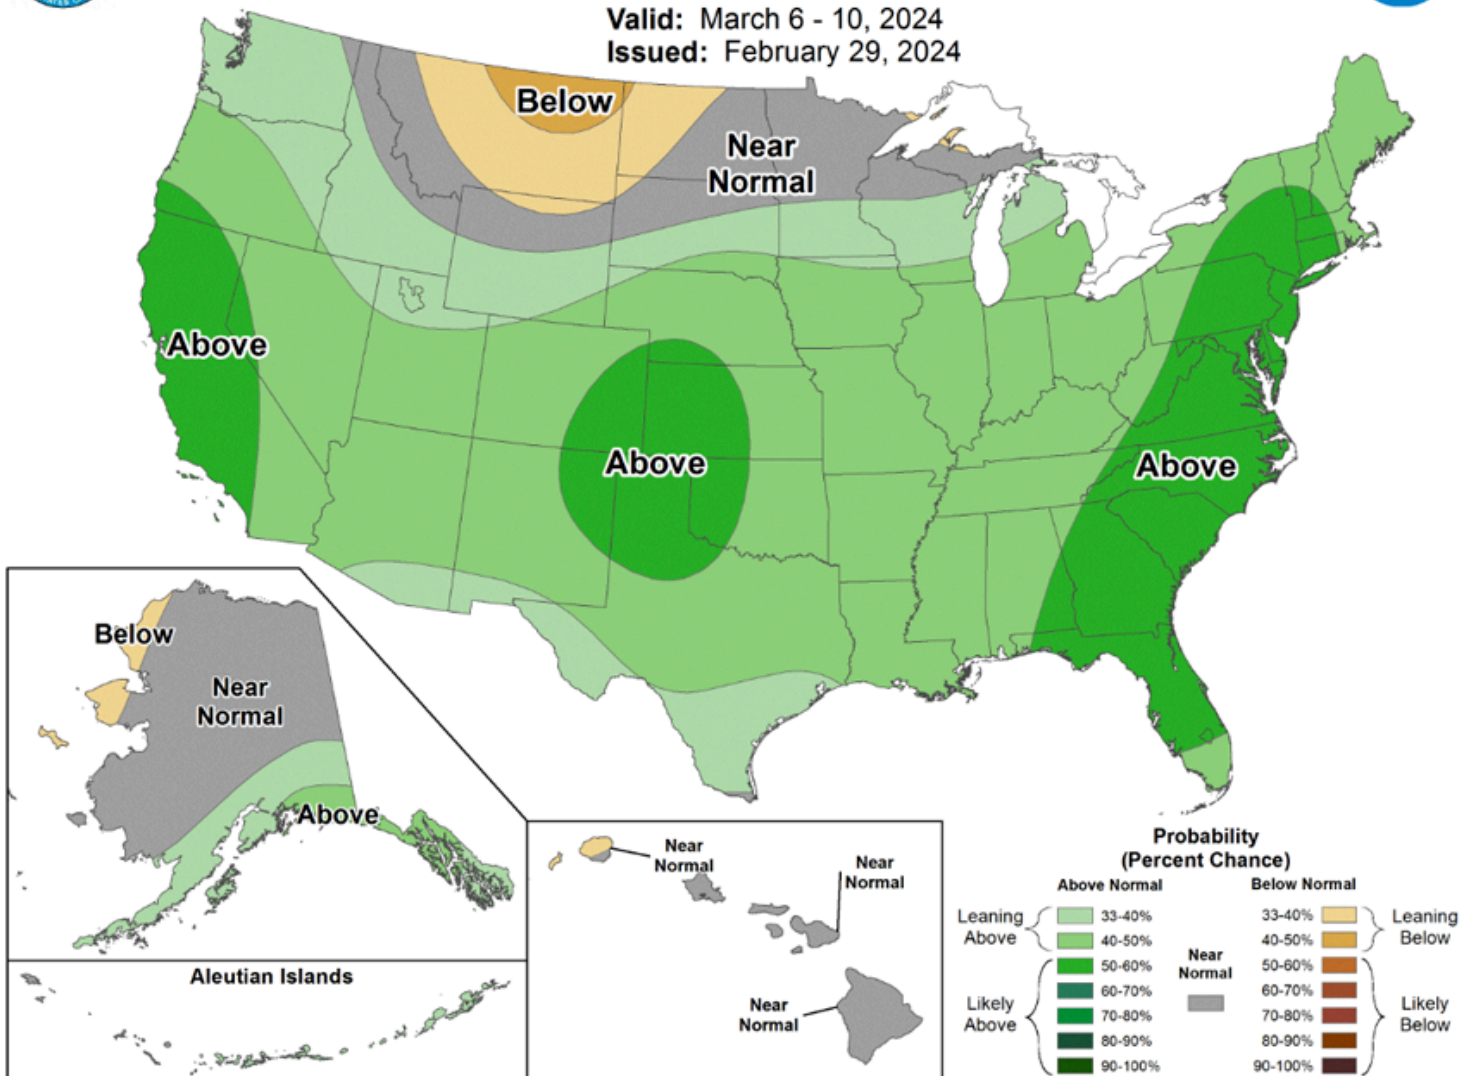 Valid: March 6 - 10, 2024
Issued: February 29, 2024
Below
Near
Normal
Above
Above
Above
Below
Near
Normal
Above
Aleutian Islands
Near
Normal
Near
Normal
Near
Normal
Probability
(Percent Chance)
Above Normal
Below Normal
Leaning
Above
33-40%
40-50%
50-60%
60-70%
70-80%
80-90%
90-100%
Likely
Above
Near
Normal
33-40%
40-50%
50-60%
60-70%
70-80%
80-90%
90-100%
Leaning
Below
Likely
Below